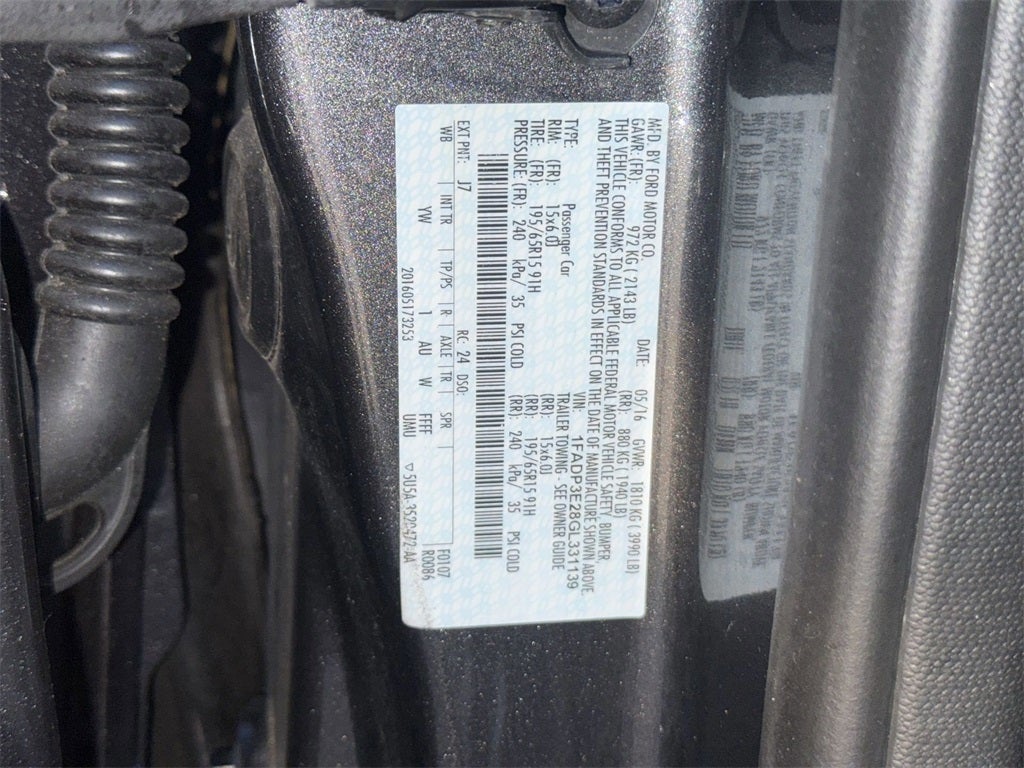 MFD. BY FORD MOTOR CO.
DATE: 05/16 GVWR: 1810 KG ( 3990 LB)
GAWR: (FR): 972 KG ( 2143 LB) (RR): 880 KG ( 1940 LB)
THIS VEHICLE CONFORMS TO ALL APPLICABLE FEDERAL MOTOR VEHICLE SAFETY, BUMPER,
AND THEFT PREVENTION STANDARDS IN EFFECT ON THE DATE OF MANUFACTURE SHOWN ABOVE.
VIN: 1FADP3E28GL331139
TYPE: Passenger Car TRAILER TOWING - SEE OWNER GUIDE
RIM: (FR): 15x6.0J (RR): 15x6.0J
TIRE: (FR): 195/65R15 91H (RR): 195/65R15 91H
PRESSURE: (FR): 240 kPa/ 35 PSI COLD (RR): 240 kPa/ 35 PSI COLD
EXT PNT: J7 RC: 24 DSO: F0107
R0086
WB INT TR TP/PS R AXLE TR SPR
YW 1 AU W FFFF UMU
201605173253 5U5A-3520472-AA